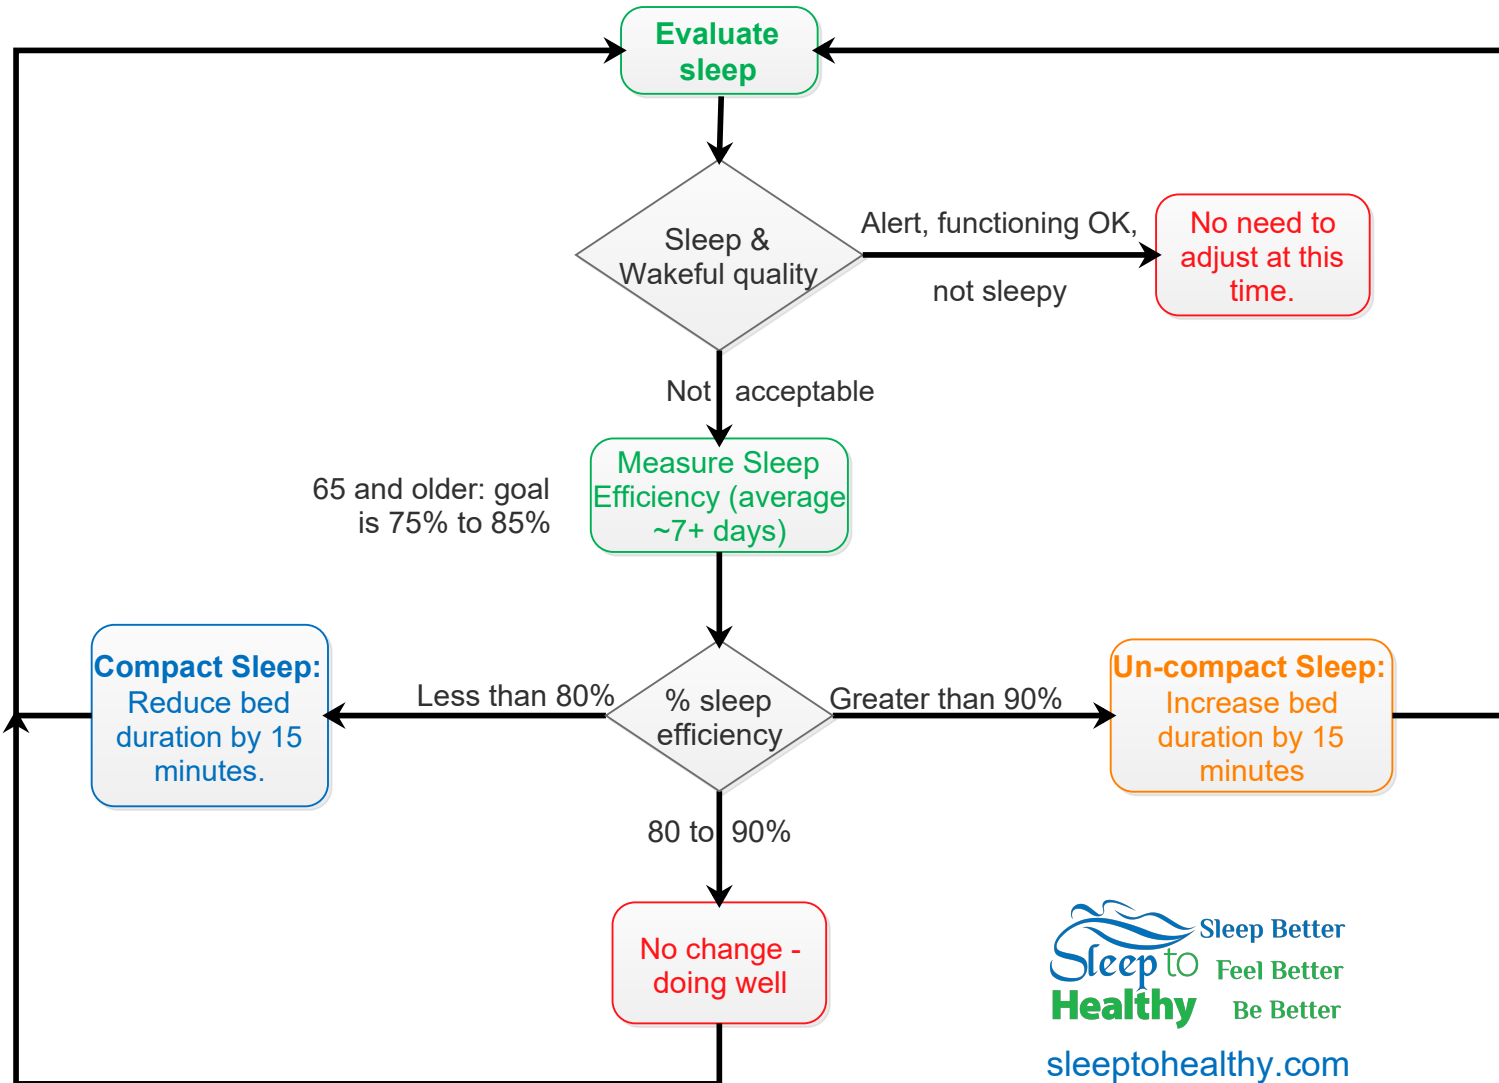 Evaluate
sleep
Sleep &
Wakeful quality
Alert, functioning OK,
not sleepy
No need to
adjust at this
time.
Not acceptable
Measure Sleep
Efficiency (average
~7+ days)
65 and older: goal
is 75% to 85%
Compact Sleep:
Reduce bed
duration by 15
minutes.
Less than 80%
% sleep
efficiency
Greater than 90%
Un-compact Sleep:
Increase bed
duration by 15
minutes
80 to 90%
No change -
doing well
Sleep to
Healthy
Sleep Better
Feel Better
Be Better
sleeptohealthy.com